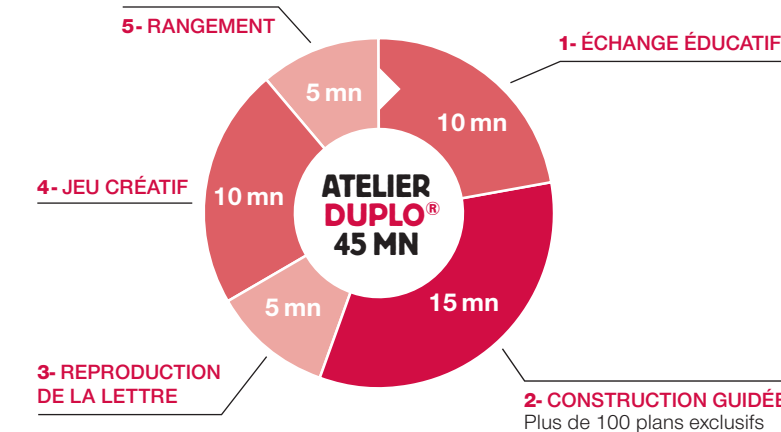 5- RANGEMENT
1- ÉCHANGE ÉDUCATIF
5 mn
10 mn
4- JEU CRÉATIF
10 mn
ATELIER
DUPLO®
45 MN
5 mn
15 mn
3- REPRODUCTION
DE LA LETTRE
2- CONSTRUCTION GUIDÉE
Plus de 100 plans exclusifs